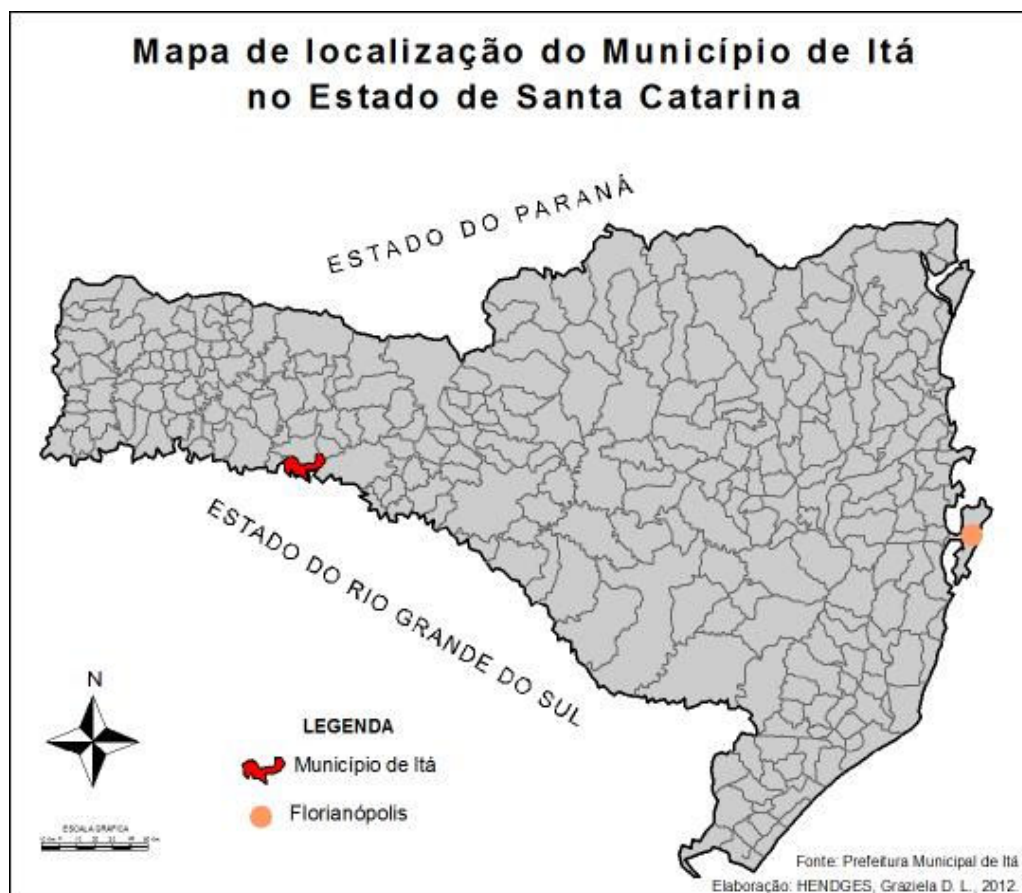 Mapa de localização do Município de Itá
no Estado de Santa Catarina
ESTADO DO PARANÁ
ESTADO DO RIO GRANDE DO SUL
N
LEGENDA
Município de Itá
Florianópolis
ESCALA GRÁFICA
Fonte: Prefeitura Municipal de Itá
Elaboração: HENDGES, Graziela D. L., 2012.